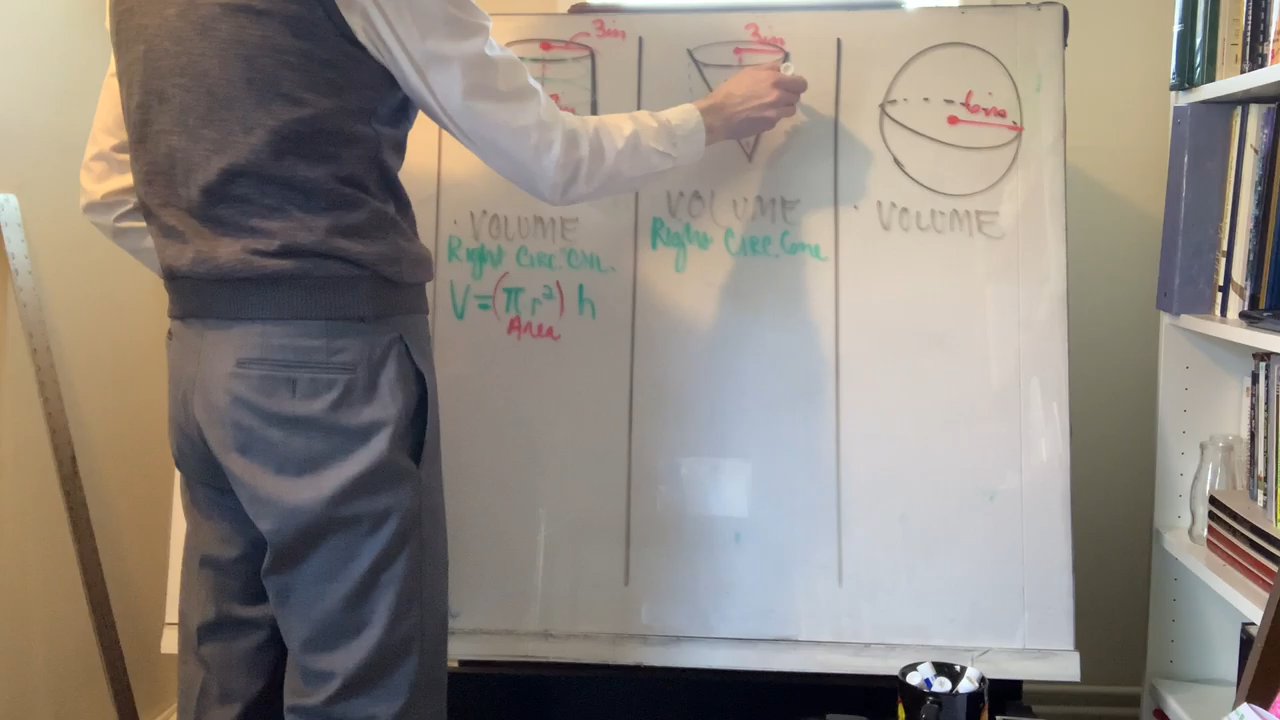 3in
VOLUME
Right CIRC. CYL.
V=(πr²) h
Area
3in
VOLUME
Right CIRC. Cone
6in
VOLUME